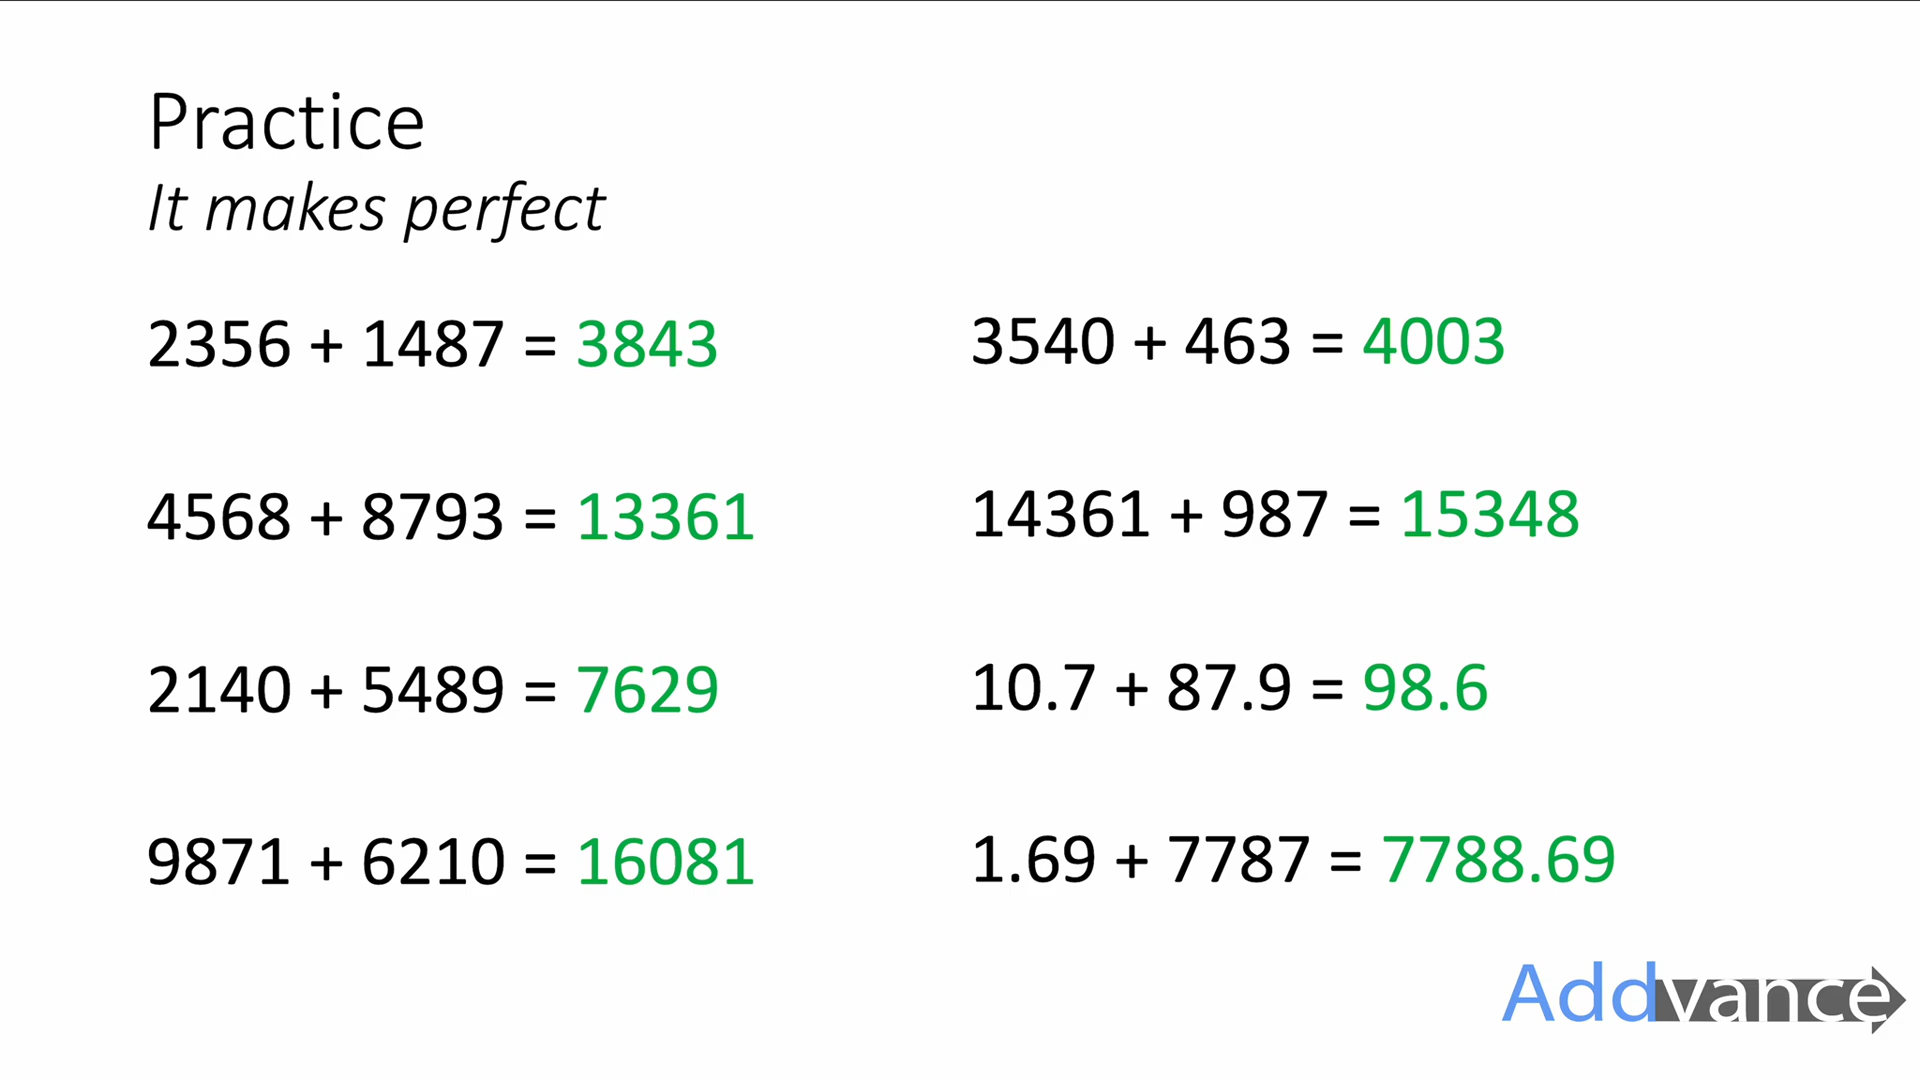 Practice
It makes perfect
2356 + 1487 = 3843
4568 + 8793 = 13361
2140 + 5489 = 7629
9871 + 6210 = 16081
3540 + 463 = 4003
14361 + 987 = 15348
10.7 + 87.9 = 98.6
1.69 + 7787 = 7788.69
Addvance